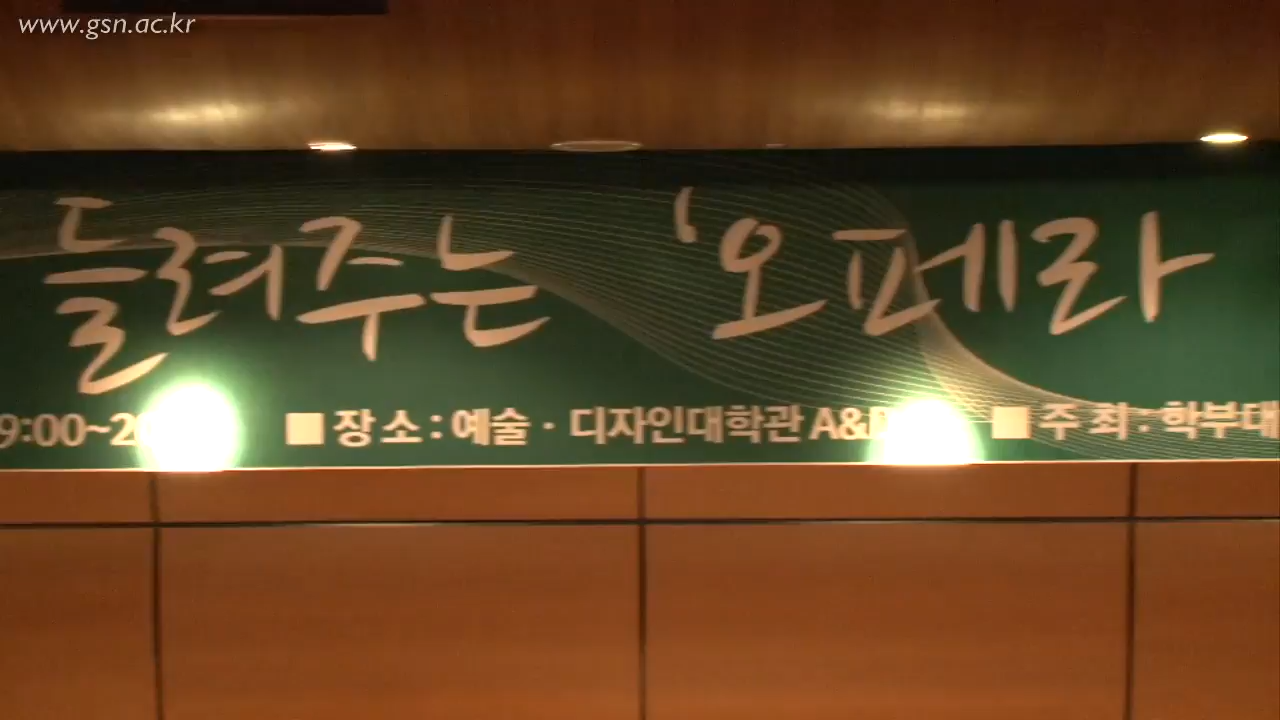 www.gsn.ac.kr
들려주는 '오페라
9:00~2
■ 장 소 : 예술 · 디자인대학관 A&D
■ 주 최 : 학부대